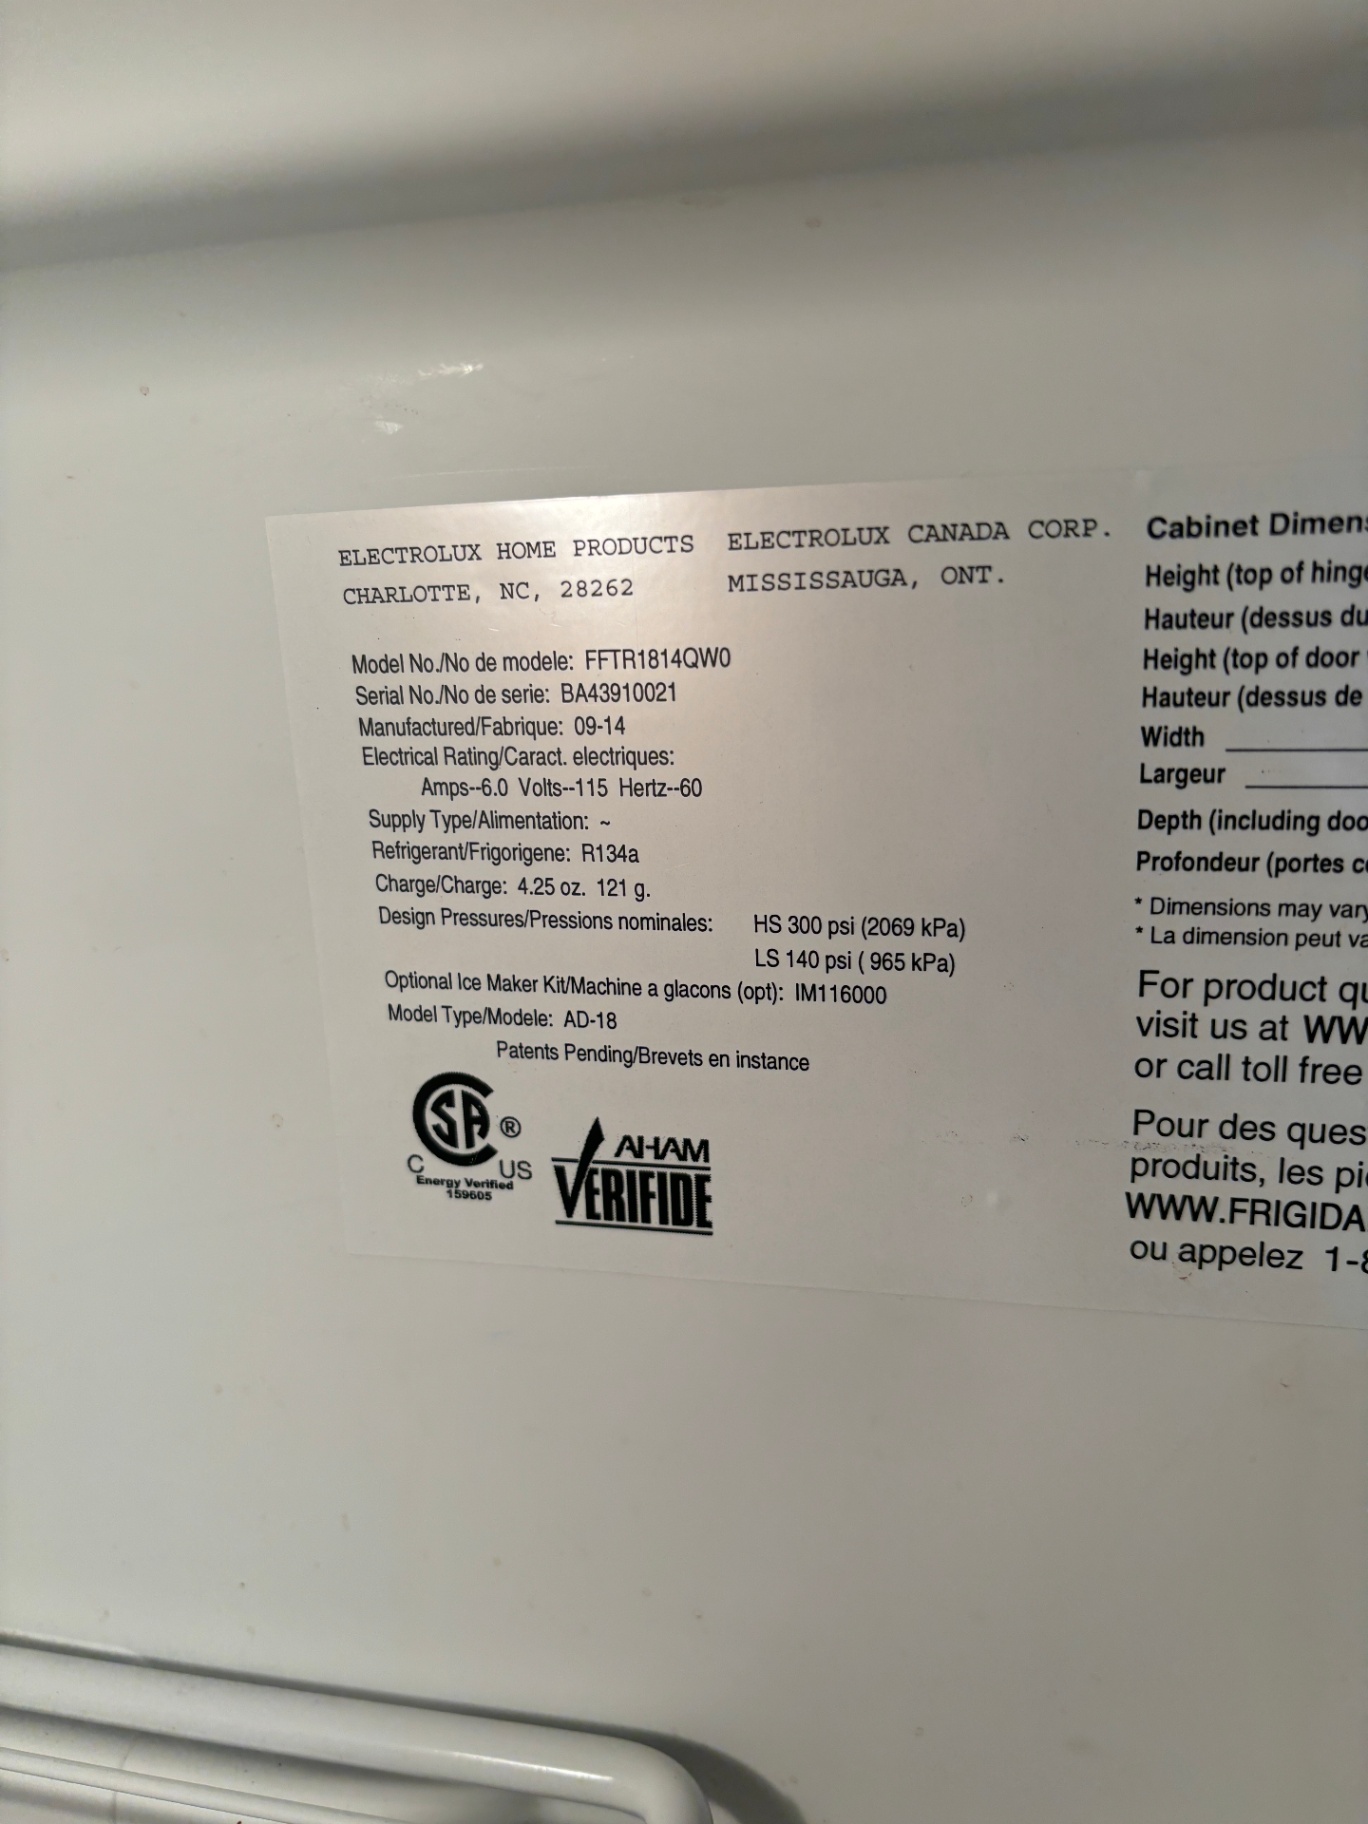 ELECTROLUX HOME PRODUCTS ELECTROLUX CANADA CORP.
CHARLOTTE, NC, 28262 MISSISSAUGA, ONT.
Model No./No de modele: FFTR1814QW0
Serial No./No de serie: BA43910021
Manufactured/Fabrique: 09-14
Electrical Rating/Caract. electriques:
Amps--6.0 Volts--115 Hertz--60
Supply Type/Alimentation: ~
Refrigerant/Frigorigene: R134a
Charge/Charge: 4.25 oz. 121 g.
Design Pressures/Pressions nominales: HS 300 psi (2069 kPa)
LS 140 psi ( 965 kPa)
Optional Ice Maker Kit/Machine a glacons (opt): IM116000
Model Type/Modele: AD-18
Patents Pending/Brevets en instance
CSA ®
C US
Energy Verified
159605
AHAM
VERIFIDE
Cabinet Dimens
Height (top of hinge
Hauteur (dessus du
Height (top of door
Hauteur (dessus de
Width
Largeur
Depth (including doo
Profondeur (portes c
* Dimensions may vary
* La dimension peut va
For product qu
visit us at WW
or call toll free
Pour des ques
produits, les pi
WWW.FRIGIDA
ou appelez 1-8